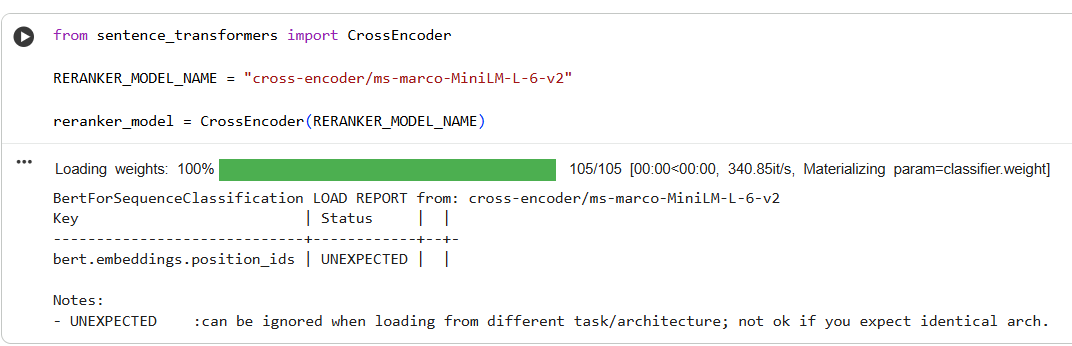 from sentence_transformers import CrossEncoder
RERANKER_MODEL_NAME = "cross-encoder/ms-marco-MiniLM-L-6-v2"
reranker_model = CrossEncoder(RERANKER_MODEL_NAME)
Loading weights: 100% 105/105 [00:00<00:00, 340.85it/s, Materializing param=classifier.weight]
BertForSequenceClassification LOAD REPORT from: cross-encoder/ms-marco-MiniLM-L-6-v2
Key                          | Status     |  |
-----------------------------+------------+--+-
bert.embeddings.position_ids | UNEXPECTED |  |
Notes:
- UNEXPECTED    :can be ignored when loading from different task/architecture; not ok if you expect identical arch.